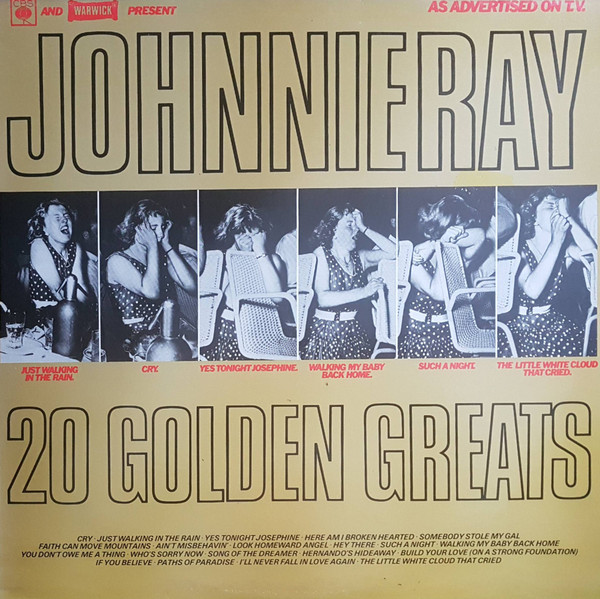 CBS AND WARWICK PRESENT
AS ADVERTISED ON T.V.
JOHNNIE RAY
JUST WALKING
IN THE RAIN.
CRY.
YES TONIGHT JOSEPHINE.
WALKING MY BABY
BACK HOME.
SUCH A NIGHT.
THE LITTLE WHITE CLOUD
THAT CRIED.
20 GOLDEN GREATS
CRY · JUST WALKING IN THE RAIN · YES TONIGHT JOSEPHINE · HERE AM I BROKEN HEARTED · SOMEBODY STOLE MY GAL
FAITH CAN MOVE MOUNTAINS · AIN'T MISBEHAVIN' · LOOK HOMEWARD ANGEL · HEY THERE · SUCH A NIGHT · WALKING MY BABY BACK HOME
YOU DON'T OWE ME A THING · WHO'S SORRY NOW · SONG OF THE DREAMER · HERNANDO'S HIDEAWAY · BUILD YOUR LOVE (ON A STRONG FOUNDATION)
IF YOU BELIEVE · PATHS OF PARADISE · I'LL NEVER FALL IN LOVE AGAIN · THE LITTLE WHITE CLOUD THAT CRIED